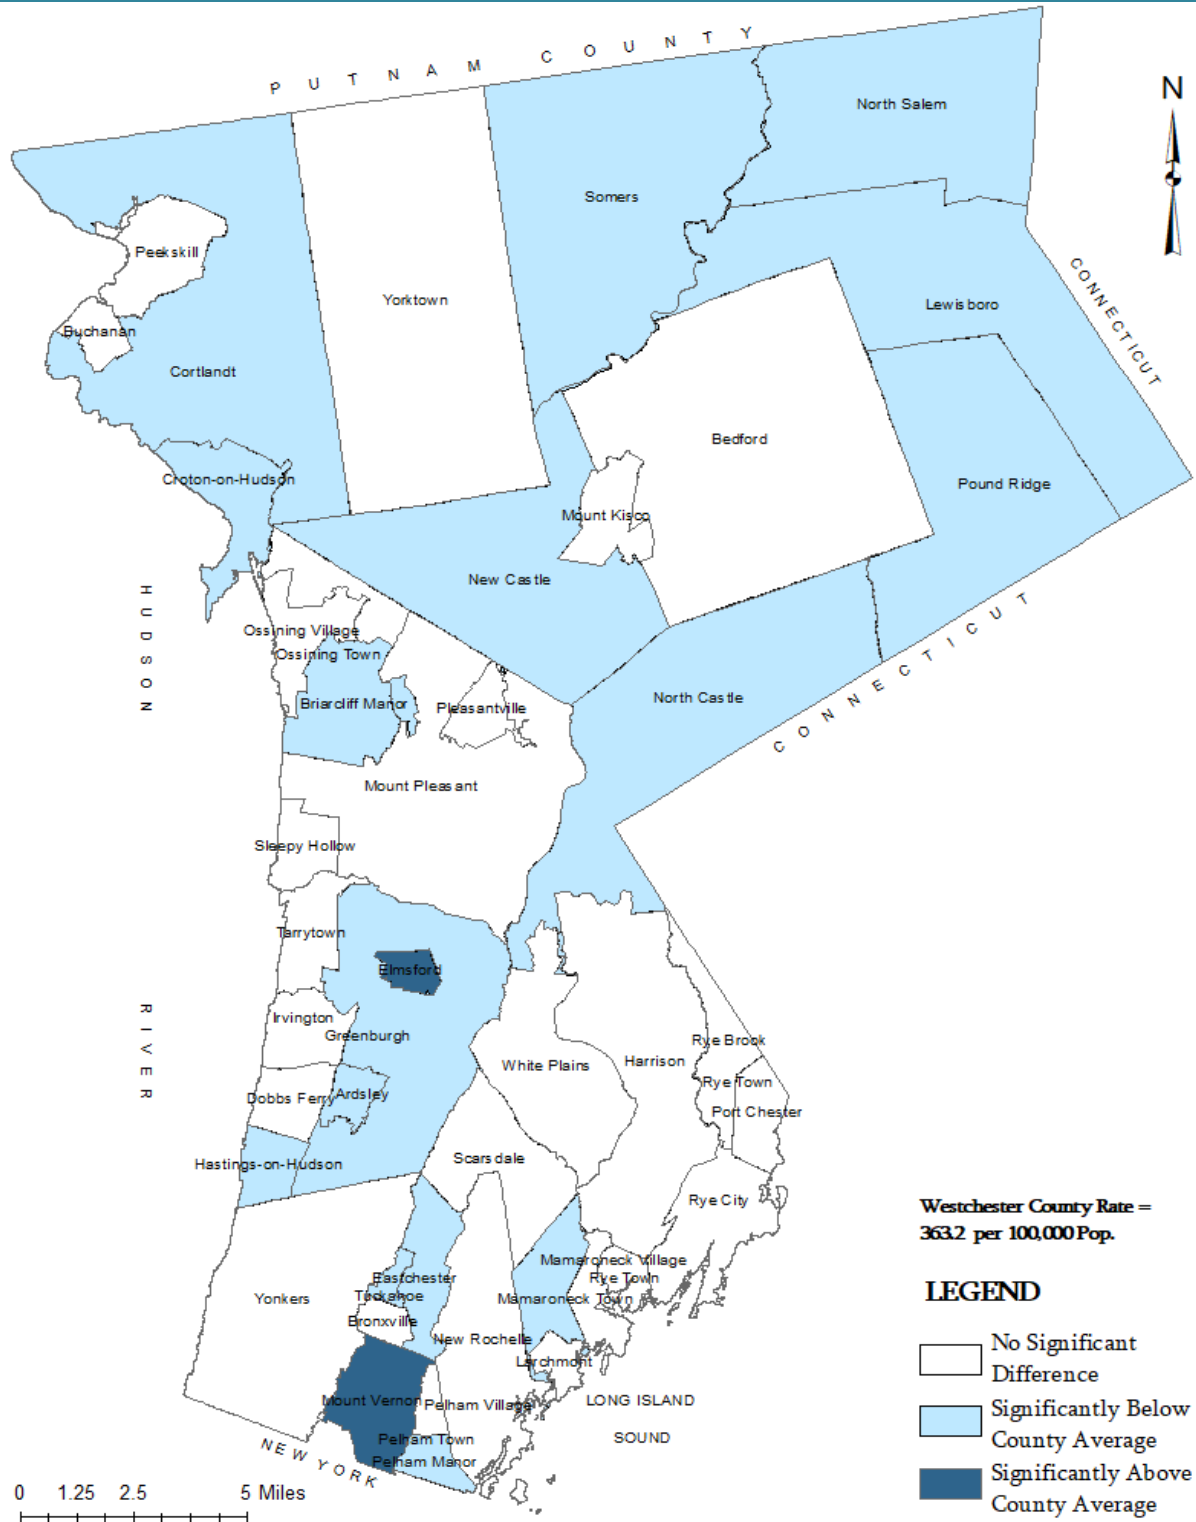 PUTNAM COUNTY
N
North Salem
Somers
Peekskill
CONNECTICUT
Yorktown
Lewisboro
Buchanan
Cortlandt
Bedford
Croton-on-Hudson
Pound Ridge
Mount Kisco
New Castle
HUDSON
CONNECTICUT
Ossining Village
Ossining Town
North Castle
Briarcliff Manor
Pleasantville
Mount Pleasant
Sleepy Hollow
Tarrytown
Elmsford
RIVER
Irvington
Greenburgh
Rye Brook
White Plains
Harrison
Rye Town
Dobbs Ferry
Ardsley
Port Chester
Scarsdale
Hastings-on-Hudson
Rye City
Westchester County Rate =
363.2 per 100,000 Pop.
Mamaroneck Village
Eastchester
Rye Town
Tuckahoe
Mamaroneck Town
Yonkers
Bronxville
New Rochelle
Larchmont
LEGEND
No Significant
Difference
Mount Vernon
Pelham Village
LONG ISLAND
SOUND
Significantly Below
County Average
Pelham Town
Pelham Manor
NEW YORK
Significantly Above
County Average
0 1.25 2.5 5 Miles